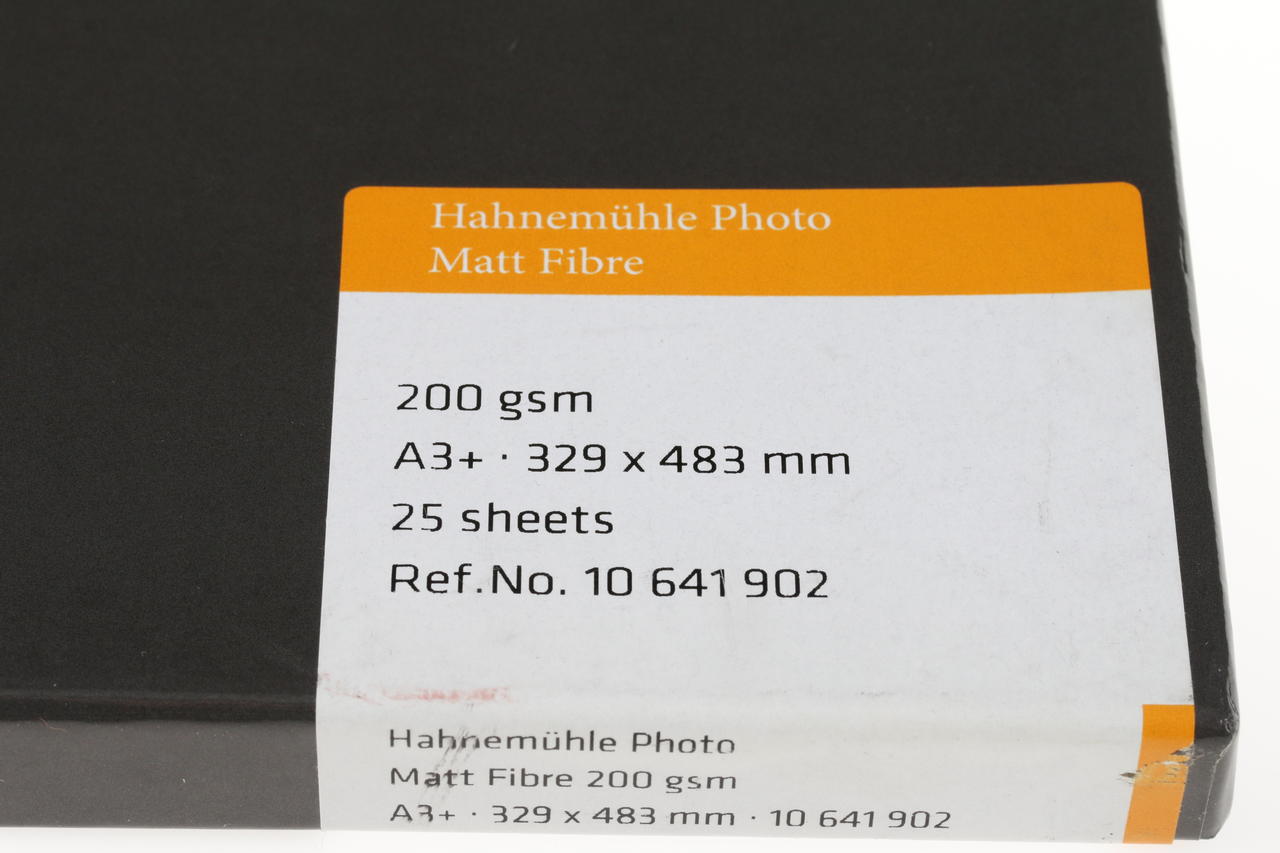 Hahnemühle Photo
Matt Fibre
200 gsm
A3+ · 329 x 483 mm
25 sheets
Ref.No. 10 641 902
Hahnemühle Photo
Matt Fibre 200 gsm
A3+ · 329 x 483 mm · 10 641 902